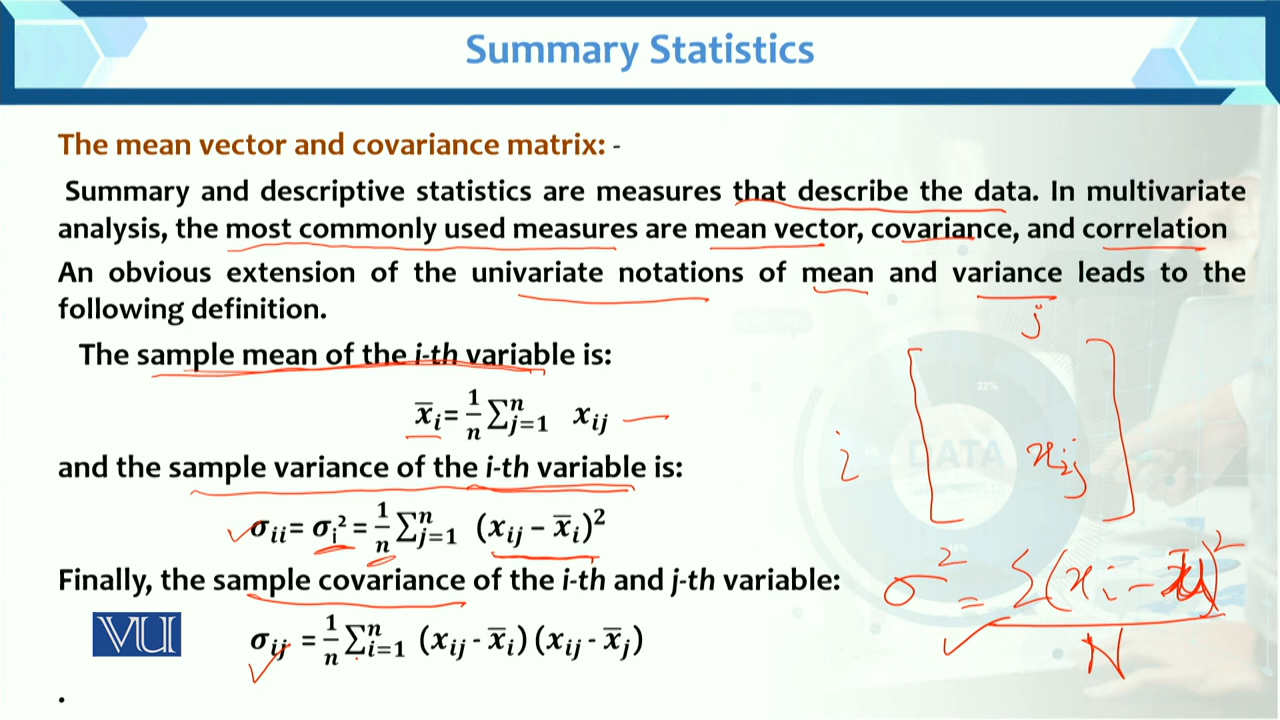 Summary Statistics
The mean vector and covariance matrix: -
Summary and descriptive statistics are measures that describe the data. In multivariate
analysis, the most commonly used measures are mean vector, covariance, and correlation
An obvious extension of the univariate notations of mean and variance leads to the
following definition.
j
The sample mean of the i-th variable is:
x̄ᵢ= 1/n ∑ⁿⱼ₌₁ xᵢⱼ
33%
i [ xᵢⱼ ]
DATA
and the sample variance of the i-th variable is:
σᵢᵢ= σᵢ² = 1/n ∑ⁿⱼ₌₁ (xᵢⱼ − x̄ᵢ)²
Finally, the sample covariance of the i-th and j-th variable:
σ² = Σ(xᵢ − μ)² / N
VU
σᵢⱼ = 1/n ∑ⁿᵢ₌₁ (xᵢⱼ - x̄ᵢ) (xᵢⱼ - x̄ⱼ)
.